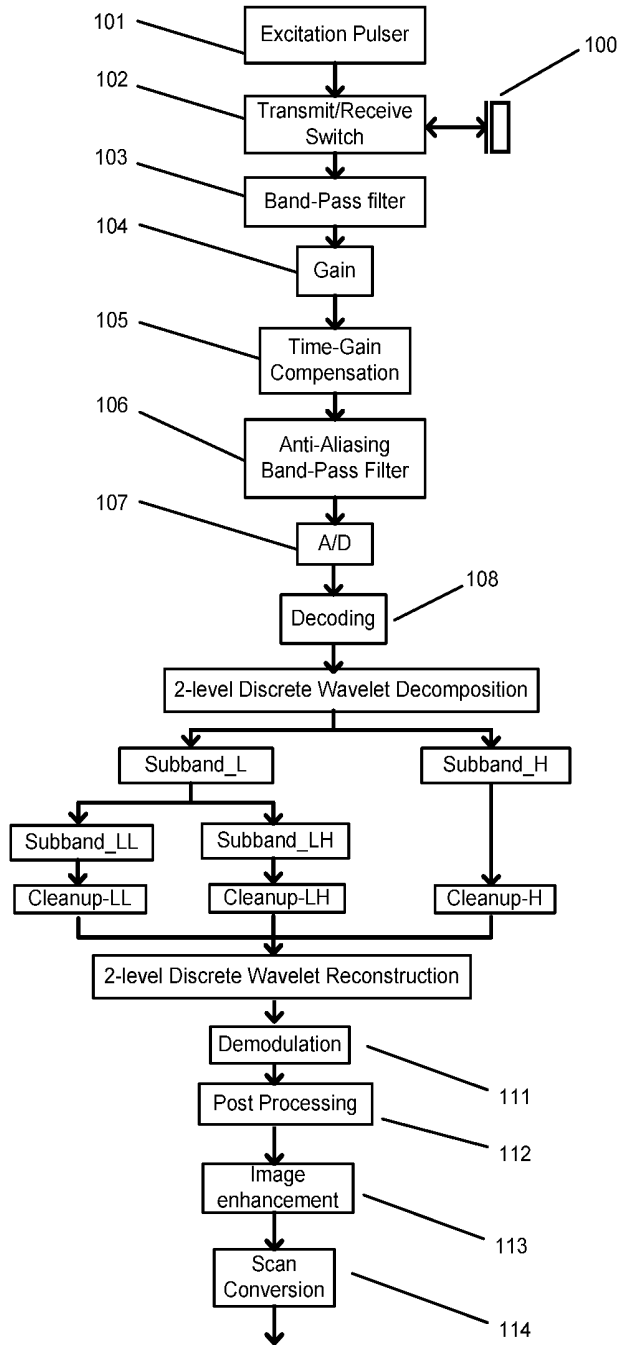 101
Excitation Pulser
100
102
Transmit/Receive
Switch
103
Band-Pass filter
104
Gain
105
Time-Gain
Compensation
106
Anti-Aliasing
Band-Pass Filter
107
A/D
108
Decoding
2-level Discrete Wavelet Decomposition
Subband_L
Subband_H
Subband_LL
Subband_LH
Cleanup-LL
Cleanup-LH
Cleanup-H
2-level Discrete Wavelet Reconstruction
Demodulation
111
Post Processing
112
Image
enhancement
113
Scan
Conversion
114